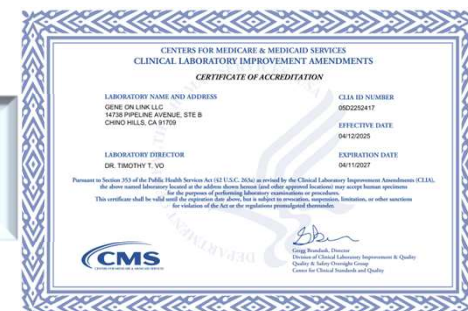 CENTERS FOR MEDICARE & MEDICAID SERVICES
CLINICAL LABORATORY IMPROVEMENT AMENDMENTS
CERTIFICATE OF ACCREDITATION
LABORATORY NAME AND ADDRESS
GENE ON LINK LLC
14738 PIPELINE AVENUE, STE B
CHINO HILLS, CA 91709
CLIA ID NUMBER
05D2252417
EFFECTIVE DATE
04/12/2025
LABORATORY DIRECTOR
DR. TIMOTHY T. VO
EXPIRATION DATE
04/11/2027
Pursuant to Section 353 of the Public Health Services Act (42 U.S.C. 263a) as revised by the Clinical Laboratory Improvement Amendments (CLIA),
the above named laboratory located at the address shown hereon (and other approved locations) may accept human specimens
for the purposes of performing laboratory examinations or procedures.
This certificate shall be valid until the expiration date above, but is subject to revocation, suspension, limitation, or other sanctions
for violation of the Act or the regulations promulgated thereunder.
CMS
CENTERS FOR MEDICARE & MEDICAID SERVICES
Gregg Brandush, Director
Division of Clinical Laboratory Improvement & Quality
Quality & Safety Oversight Group
Center for Clinical Standards and Quality